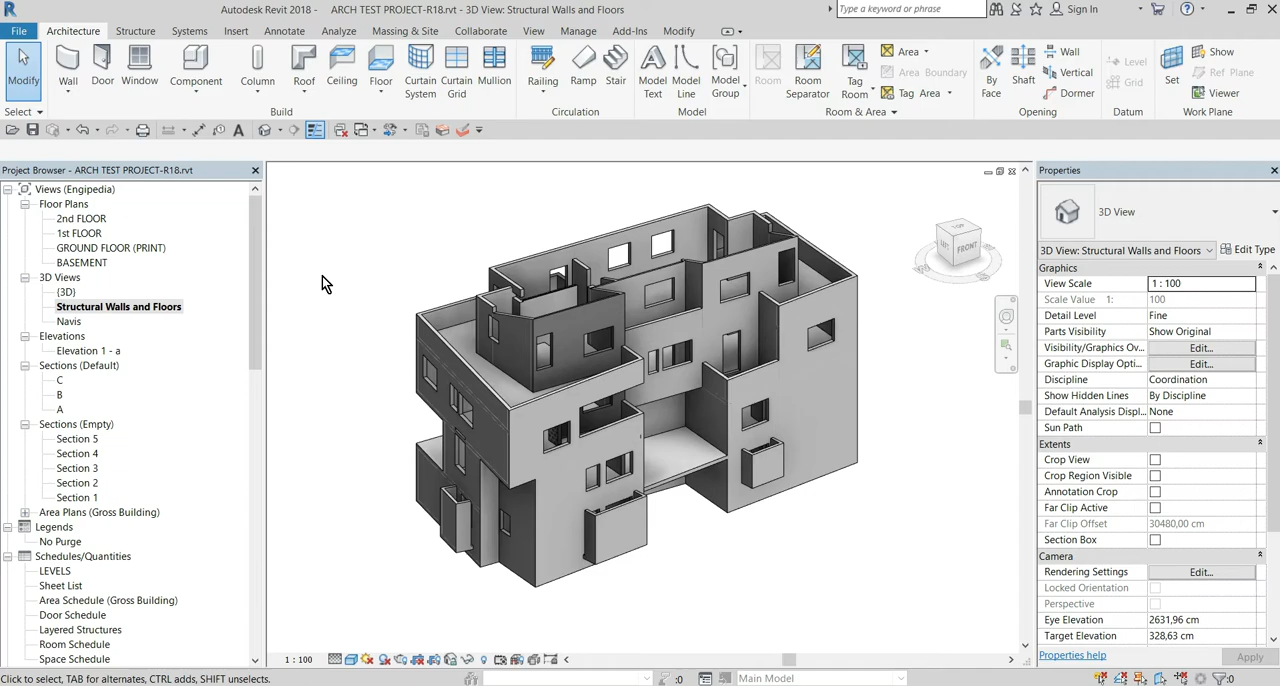 Autodesk Revit 2018 - ARCH TEST PROJECT-R18.rvt - 3D View: Structural Walls and Floors
Type a keyword or phrase
Sign In
File Architecture Structure Systems Insert Annotate Analyze Massing & Site Collaborate View Manage Add-Ins Modify
Modify
Wall
Door
Window
Component
Column
Roof
Ceiling
Floor
Curtain System
Curtain Grid
Mullion
Railing
Ramp
Stair
Model Text
Model Line
Model Group
Room
Room Separator
Tag Room
Area
Area Boundary
Tag Area
By Face
Shaft
Wall
Vertical
Dormer
Level
Grid
Set
Show
Ref Plane
Viewer
Select
Build
Circulation
Model
Room & Area
Opening
Datum
Work Plane
Project Browser - ARCH TEST PROJECT-R18.rvt
Views (Engipedia)
Floor Plans
2nd FLOOR
1st FLOOR
GROUND FLOOR (PRINT)
BASEMENT
3D Views
{3D}
Structural Walls and Floors
Navis
Elevations
Elevation 1 - a
Sections (Default)
C
B
A
Sections (Empty)
Section 5
Section 4
Section 3
Section 2
Section 1
Area Plans (Gross Building)
Legends
No Purge
Schedules/Quantities
LEVELS
Sheet List
Area Schedule (Gross Building)
Door Schedule
Layered Structures
Room Schedule
Space Schedule
TOP
LEFT
FRONT
1 : 100
Properties
3D View
3D View: Structural Walls and Floors
Edit Type
Graphics
View Scale 1 : 100
Scale Value 1: 100
Detail Level Fine
Parts Visibility Show Original
Visibility/Graphics Ov... Edit...
Graphic Display Opti... Edit...
Discipline Coordination
Show Hidden Lines By Discipline
Default Analysis Displ... None
Sun Path
Extents
Crop View
Crop Region Visible
Annotation Crop
Far Clip Active
Far Clip Offset 30480,00 cm
Section Box
Camera
Rendering Settings Edit...
Locked Orientation
Perspective
Eye Elevation 2631,96 cm
Target Elevation 328,63 cm
Properties help
Apply
Click to select, TAB for alternates, CTRL adds, SHIFT unselects.
:0
Main Model
:0